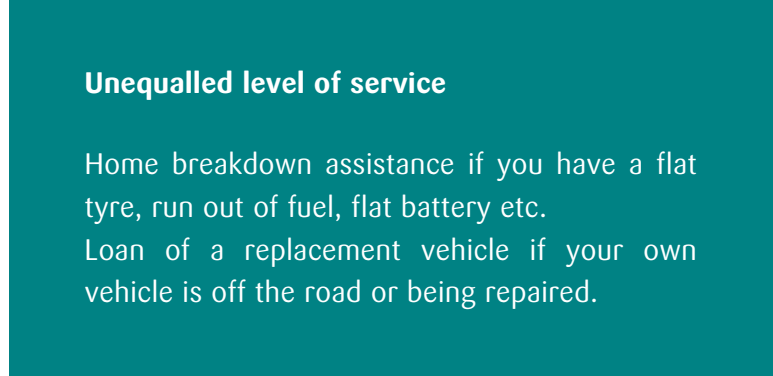 Unequalled level of service
Home breakdown assistance if you have a flat
tyre, run out of fuel, flat battery etc.
Loan of a replacement vehicle if your own
vehicle is off the road or being repaired.